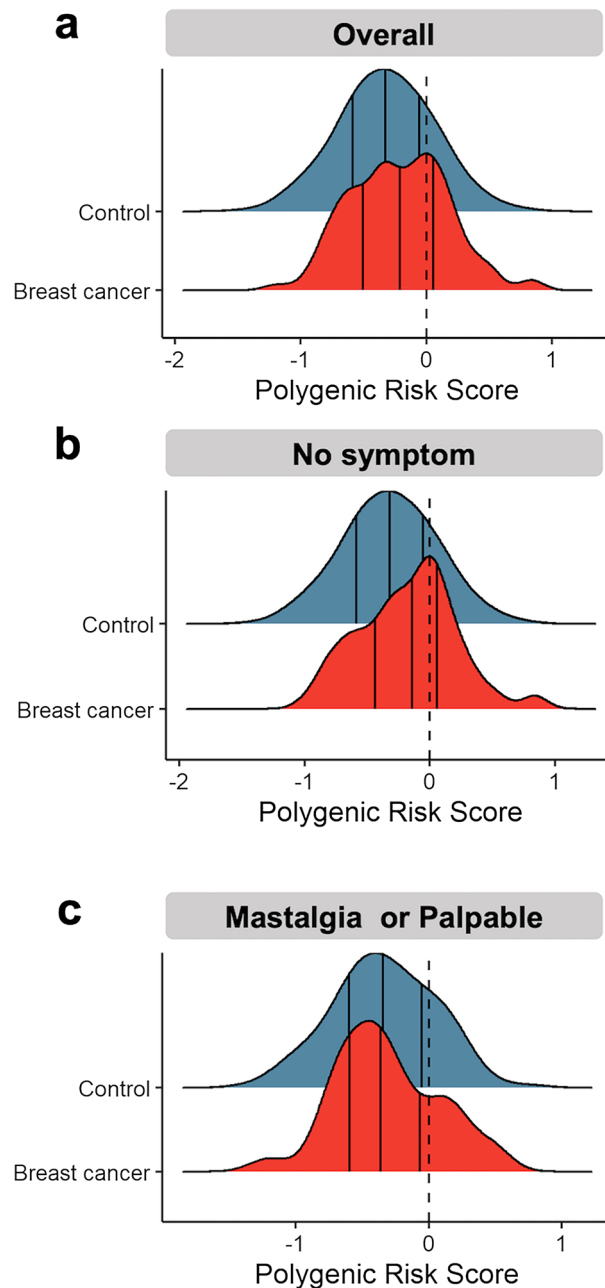 a
Overall
Control
Breast cancer
-2 -1 0 1
Polygenic Risk Score
b
No symptom
Control
Breast cancer
-2 -1 0 1
Polygenic Risk Score
c
Mastalgia or Palpable
Control
Breast cancer
-1 0 1
Polygenic Risk Score